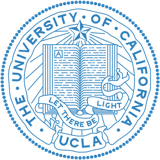 THE · UNIVERSITY · OF · CALIFORNIA
LET THERE BE
LIGHT
UCLA